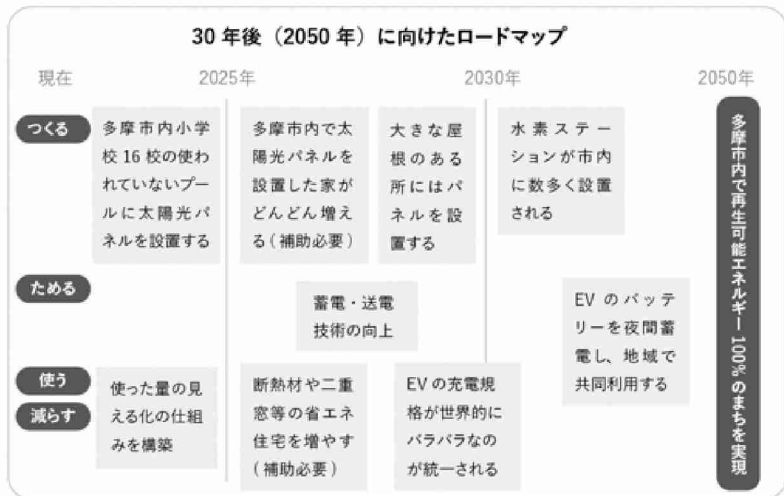 30年後（2050年）に向けたロードマップ
現在
2025年
2030年
2050年
つくる
多摩市内小学
校16校の使わ
れていないプー
ルに太陽光パ
ネルを設置する
多摩市内で太
陽光パネルを
設置した家が
どんどん増え
る（補助必要）
大きな屋
根のある
所にはパ
ネルを設
置する
水素ステー
ションが市内
に数多く設置
される
ためる
蓄電・送電
技術の向上
EVのバッテ
リーを夜間蓄
電し、地域で
共同利用する
使う
減らす
使った量の見
える化の仕組
みを構築
断熱材や二重
窓等の省エネ
住宅を増やす
（補助必要）
EVの充電規
格が世界的に
バラバラなの
が統一される
多摩市内で再生可能エネルギー100%のまちを実現